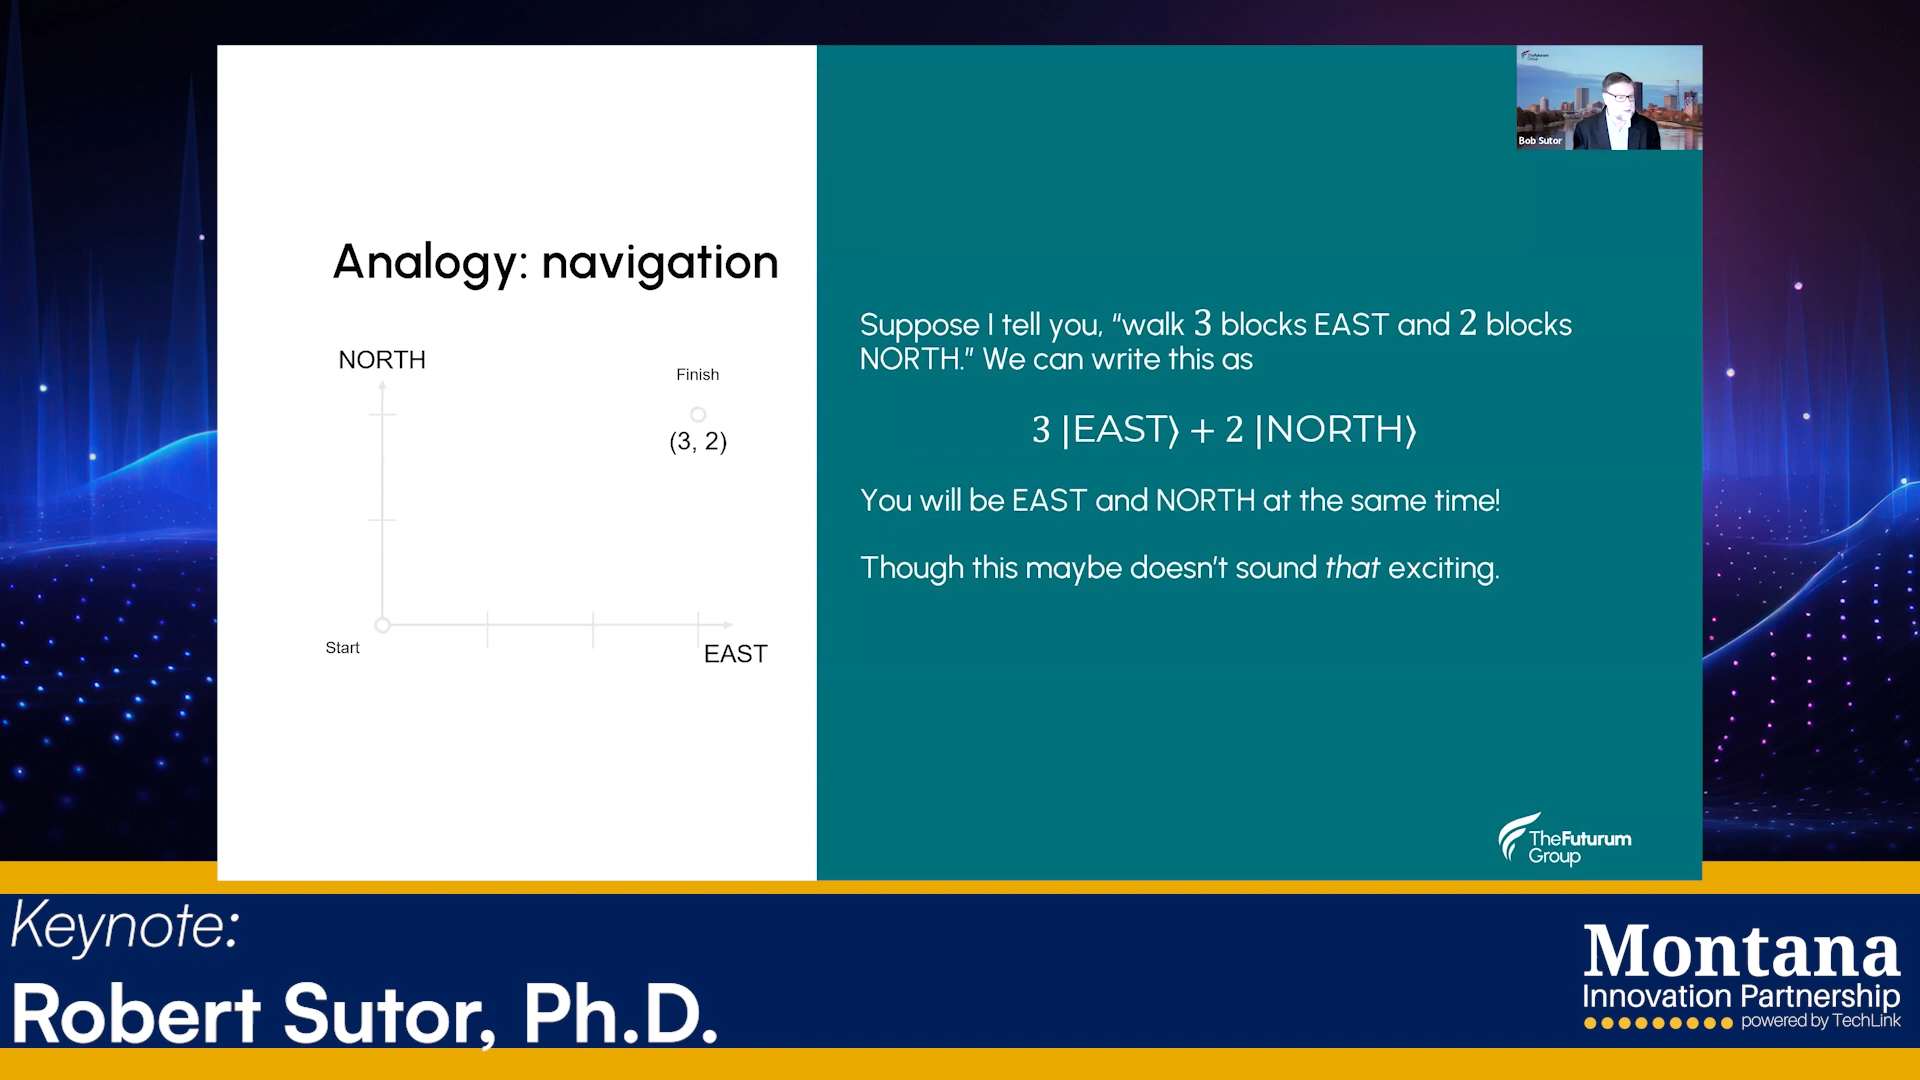 TheFuturum
Group
Bob Sutor
Analogy: navigation
NORTH
Finish
(3, 2)
Start
EAST
Suppose I tell you, “walk 3 blocks EAST and 2 blocks
NORTH.” We can write this as
3 |EAST⟩ + 2 |NORTH⟩
You will be EAST and NORTH at the same time!
Though this maybe doesn't sound that exciting.
TheFuturum
Group
Keynote:
Robert Sutor, Ph.D.
Montana
Innovation Partnership
powered by TechLink